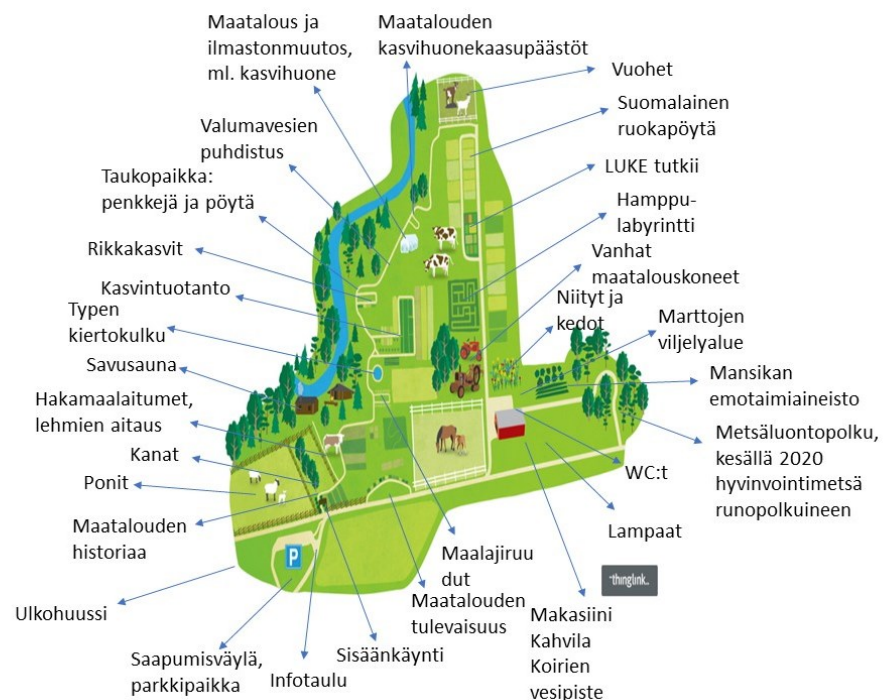 Maatalous ja
ilmastonmuutos,
ml. kasvihuone
Maatalouden
kasvihuonekaasupäästöt
Vuohet
Suomalainen
ruokapöytä
Valumavesien
puhdistus
LUKE tutkii
Taukopaikka:
penkkejä ja pöytä
Hamppu-
labyrintti
Rikkakasvit
Vanhat
maatalouskoneet
Kasvintuotanto
Niityt ja
kedot
Typen
kiertokulku
Marttojen
viljelyalue
Savusauna
Mansikan
emotaimiaineisto
Hakamaalaitumet,
lehmien aitaus
Metsäluontopolku,
kesällä 2020
hyvinvointimetsä
runopolkuineen
Kanat
WC:t
Ponit
Lampaat
Maatalouden
historiaa
Maalajiruu
dut
thinglink..
P
Ulkohuussi
Maatalouden
tulevaisuus
Makasiini
Kahvila
Koirien
vesipiste
Sisäänkäynti
Saapumisväylä,
parkkipaikka
Infotaulu